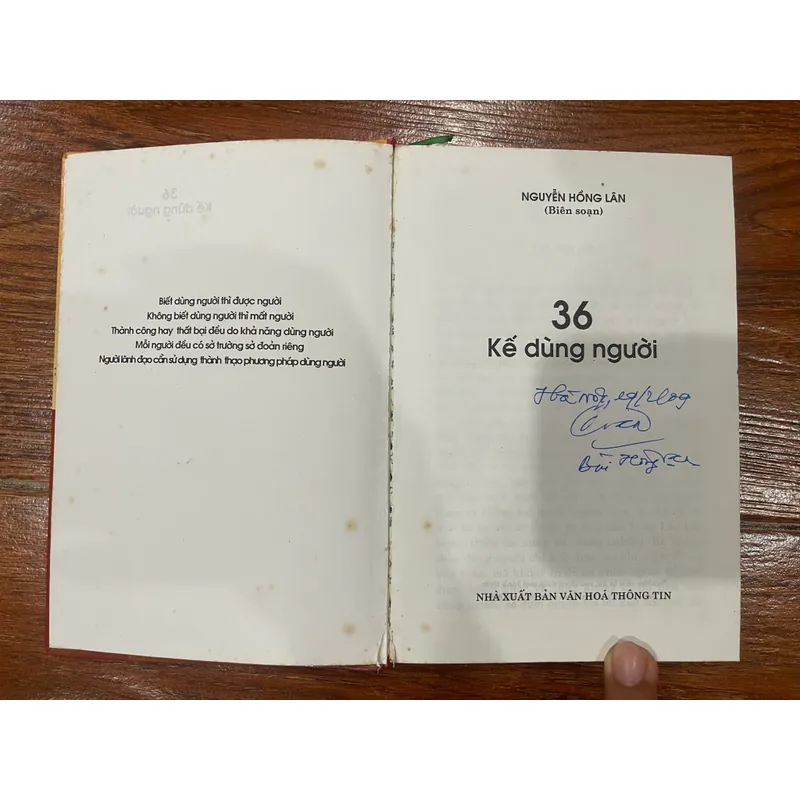 Biết dùng người thì được người
Không biết dùng người thì mất người
Thành công hay thất bại đều do khả năng dùng người
Mỗi người đều có sở trường sở đoản riêng
Người lãnh đạo cần sử dụng thành thạo phương pháp dùng người
NGUYỄN HỒNG LÂN
(Biên soạn)
36
Kế dùng người
Hà nội,
Bùi Hồng
NHÀ XUẤT BẢN VĂN HOÁ THÔNG TIN